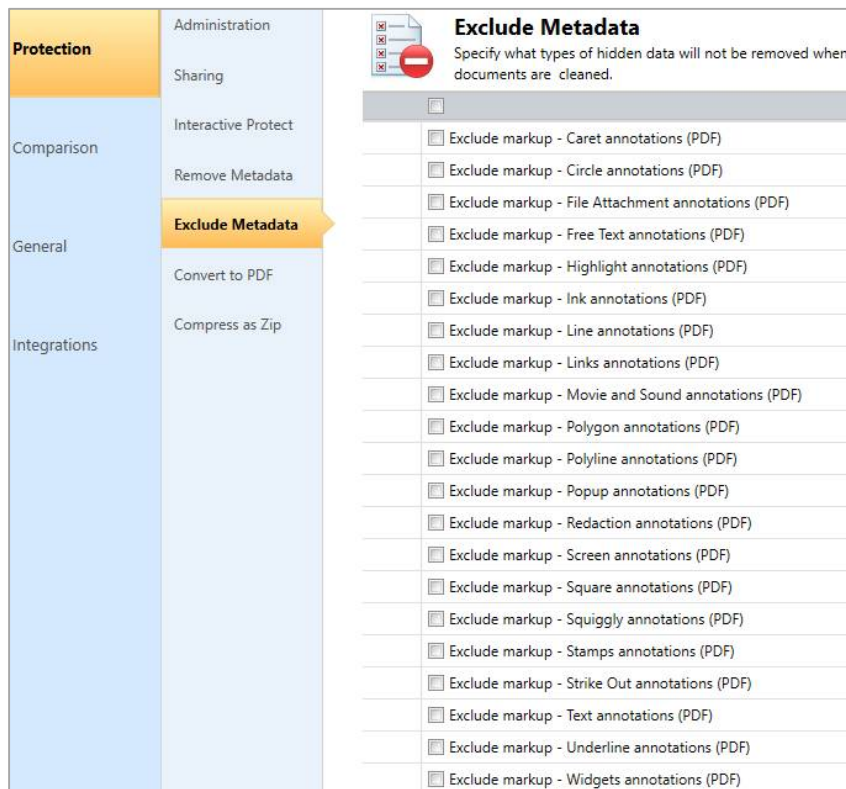 Protection
Comparison
General
Integrations
Administration
Sharing
Interactive Protect
Remove Metadata
Exclude Metadata
Convert to PDF
Compress as Zip
Exclude Metadata
Specify what types of hidden data will not be removed when
documents are cleaned.
Exclude markup - Caret annotations (PDF)
Exclude markup - Circle annotations (PDF)
Exclude markup - File Attachment annotations (PDF)
Exclude markup - Free Text annotations (PDF)
Exclude markup - Highlight annotations (PDF)
Exclude markup - Ink annotations (PDF)
Exclude markup - Line annotations (PDF)
Exclude markup - Links annotations (PDF)
Exclude markup - Movie and Sound annotations (PDF)
Exclude markup - Polygon annotations (PDF)
Exclude markup - Polyline annotations (PDF)
Exclude markup - Popup annotations (PDF)
Exclude markup - Redaction annotations (PDF)
Exclude markup - Screen annotations (PDF)
Exclude markup - Square annotations (PDF)
Exclude markup - Squiggly annotations (PDF)
Exclude markup - Stamps annotations (PDF)
Exclude markup - Strike Out annotations (PDF)
Exclude markup - Text annotations (PDF)
Exclude markup - Underline annotations (PDF)
Exclude markup - Widgets annotations (PDF)